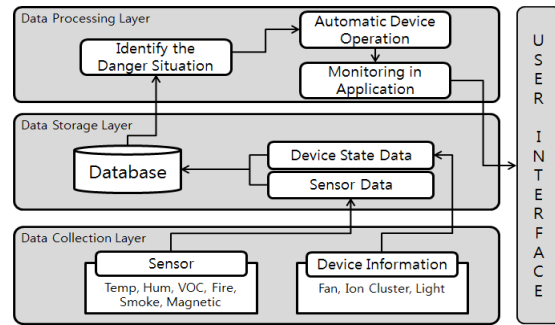 Data Processing Layer
Automatic Device
Operation
Identify the
Danger Situation
Monitoring in
Application
Data Storage Layer
Database
Device State Data
Sensor Data
Data Collection Layer
Sensor
Temp, Hum, VOC, Fire,
Smoke, Magnetic
Device Information
Fan, Ion Cluster, Light
USER INTERFACE